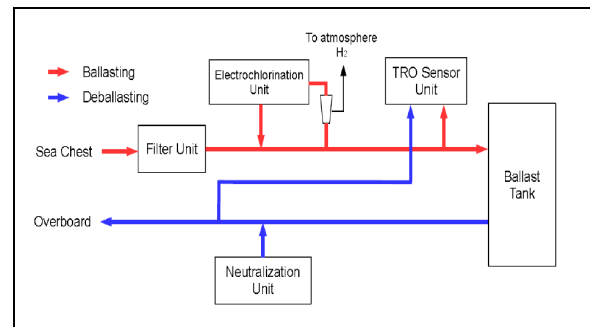 To atmosphere
H2
Ballasting
Deballasting
Electrochlorination
Unit
TRO Sensor
Unit
Sea Chest
Filter Unit
Ballast
Tank
Overboard
Neutralization
Unit